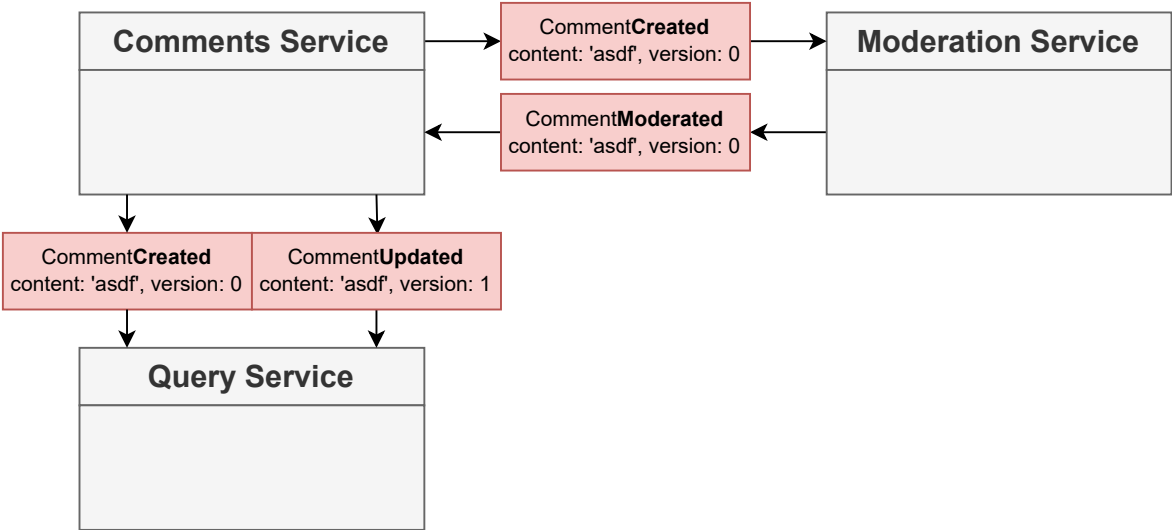 Comments Service
CommentCreated
content: 'asdf', version: 0
Moderation Service
CommentModerated
content: 'asdf', version: 0
CommentCreated
content: 'asdf', version: 0
CommentUpdated
content: 'asdf', version: 1
Query Service